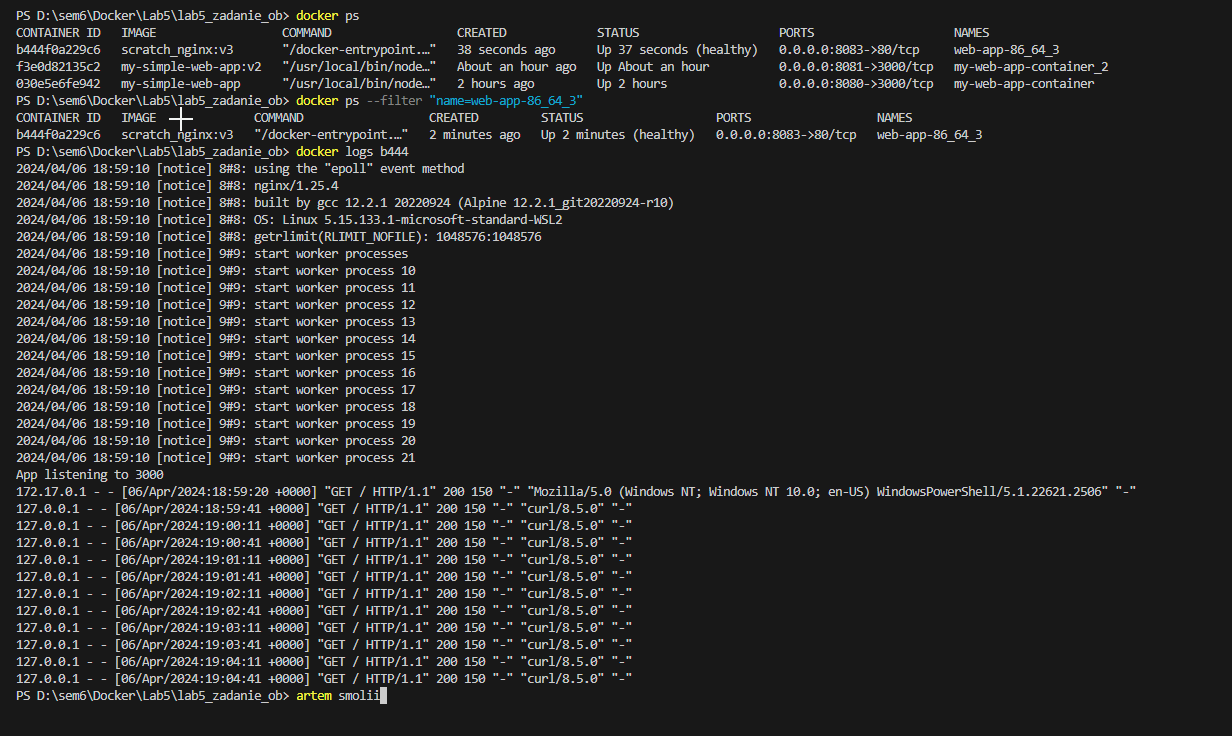 PS D:\sem6\Docker\Lab5\lab5_zadanie_ob> docker ps
CONTAINER ID   IMAGE                  COMMAND                  CREATED             STATUS                    PORTS                    NAMES
b444f0a229c6   scratch_nginx:v3       "/docker-entrypoint.…"   38 seconds ago      Up 37 seconds (healthy)   0.0.0.0:8083->80/tcp     web-app-86_64_3
f3e0d82135c2   my-simple-web-app:v2   "/usr/local/bin/node…"   About an hour ago   Up About an hour          0.0.0.0:8081->3000/tcp   my-web-app-container_2
030e5e6fe942   my-simple-web-app      "/usr/local/bin/node…"   2 hours ago         Up 2 hours                0.0.0.0:8080->3000/tcp   my-web-app-container
PS D:\sem6\Docker\Lab5\lab5_zadanie_ob> docker ps --filter "name=web-app-86_64_3"
CONTAINER ID   IMAGE              COMMAND                  CREATED         STATUS                   PORTS                  NAMES
b444f0a229c6   scratch_nginx:v3   "/docker-entrypoint.…"   2 minutes ago   Up 2 minutes (healthy)   0.0.0.0:8083->80/tcp   web-app-86_64_3
PS D:\sem6\Docker\Lab5\lab5_zadanie_ob> docker logs b444
2024/04/06 18:59:10 [notice] 8#8: using the "epoll" event method
2024/04/06 18:59:10 [notice] 8#8: nginx/1.25.4
2024/04/06 18:59:10 [notice] 8#8: built by gcc 12.2.1 20220924 (Alpine 12.2.1_git20220924-r10)
2024/04/06 18:59:10 [notice] 8#8: OS: Linux 5.15.133.1-microsoft-standard-WSL2
2024/04/06 18:59:10 [notice] 8#8: getrlimit(RLIMIT_NOFILE): 1048576:1048576
2024/04/06 18:59:10 [notice] 9#9: start worker processes
2024/04/06 18:59:10 [notice] 9#9: start worker process 10
2024/04/06 18:59:10 [notice] 9#9: start worker process 11
2024/04/06 18:59:10 [notice] 9#9: start worker process 12
2024/04/06 18:59:10 [notice] 9#9: start worker process 13
2024/04/06 18:59:10 [notice] 9#9: start worker process 14
2024/04/06 18:59:10 [notice] 9#9: start worker process 15
2024/04/06 18:59:10 [notice] 9#9: start worker process 16
2024/04/06 18:59:10 [notice] 9#9: start worker process 17
2024/04/06 18:59:10 [notice] 9#9: start worker process 18
2024/04/06 18:59:10 [notice] 9#9: start worker process 19
2024/04/06 18:59:10 [notice] 9#9: start worker process 20
2024/04/06 18:59:10 [notice] 9#9: start worker process 21
App listening to 3000
172.17.0.1 - - [06/Apr/2024:18:59:20 +0000] "GET / HTTP/1.1" 200 150 "-" "Mozilla/5.0 (Windows NT; Windows NT 10.0; en-US) WindowsPowerShell/5.1.22621.2506" "-"
127.0.0.1 - - [06/Apr/2024:18:59:41 +0000] "GET / HTTP/1.1" 200 150 "-" "curl/8.5.0" "-"
127.0.0.1 - - [06/Apr/2024:19:00:11 +0000] "GET / HTTP/1.1" 200 150 "-" "curl/8.5.0" "-"
127.0.0.1 - - [06/Apr/2024:19:00:41 +0000] "GET / HTTP/1.1" 200 150 "-" "curl/8.5.0" "-"
127.0.0.1 - - [06/Apr/2024:19:01:11 +0000] "GET / HTTP/1.1" 200 150 "-" "curl/8.5.0" "-"
127.0.0.1 - - [06/Apr/2024:19:01:41 +0000] "GET / HTTP/1.1" 200 150 "-" "curl/8.5.0" "-"
127.0.0.1 - - [06/Apr/2024:19:02:11 +0000] "GET / HTTP/1.1" 200 150 "-" "curl/8.5.0" "-"
127.0.0.1 - - [06/Apr/2024:19:02:41 +0000] "GET / HTTP/1.1" 200 150 "-" "curl/8.5.0" "-"
127.0.0.1 - - [06/Apr/2024:19:03:11 +0000] "GET / HTTP/1.1" 200 150 "-" "curl/8.5.0" "-"
127.0.0.1 - - [06/Apr/2024:19:03:41 +0000] "GET / HTTP/1.1" 200 150 "-" "curl/8.5.0" "-"
127.0.0.1 - - [06/Apr/2024:19:04:11 +0000] "GET / HTTP/1.1" 200 150 "-" "curl/8.5.0" "-"
127.0.0.1 - - [06/Apr/2024:19:04:41 +0000] "GET / HTTP/1.1" 200 150 "-" "curl/8.5.0" "-"
PS D:\sem6\Docker\Lab5\lab5_zadanie_ob> artem smolii